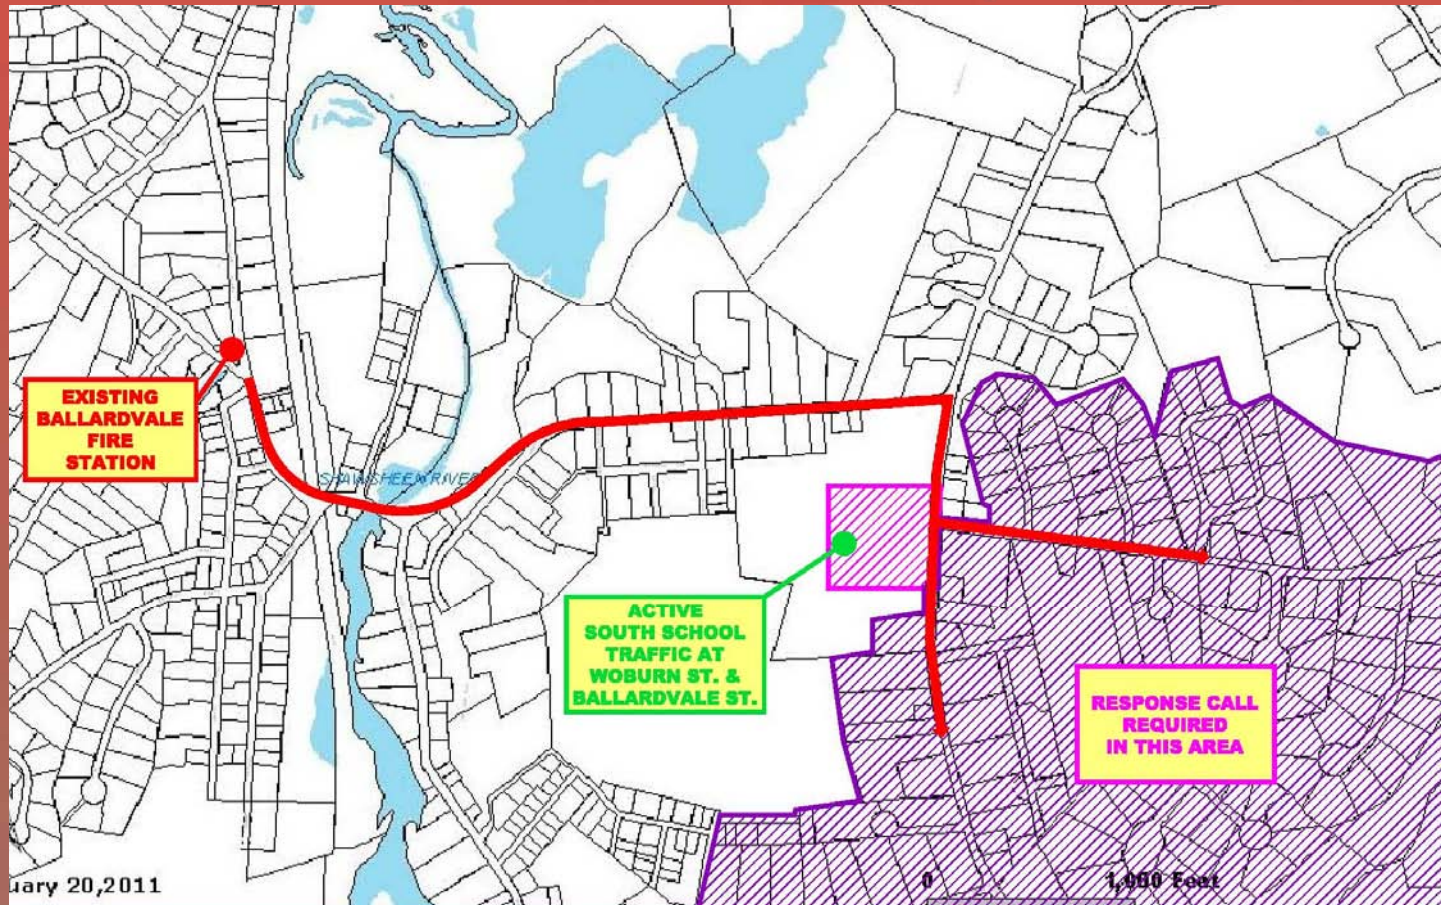 EXISTING
BALLARDVALE
FIRE
STATION
SHAWSHEEN RIVER
ACTIVE
SOUTH SCHOOL
TRAFFIC AT
WOBURN ST. &
BALLARDVALE ST.
RESPONSE CALL
REQUIRED
IN THIS AREA
uary 20,2011
0 1,000 Feet